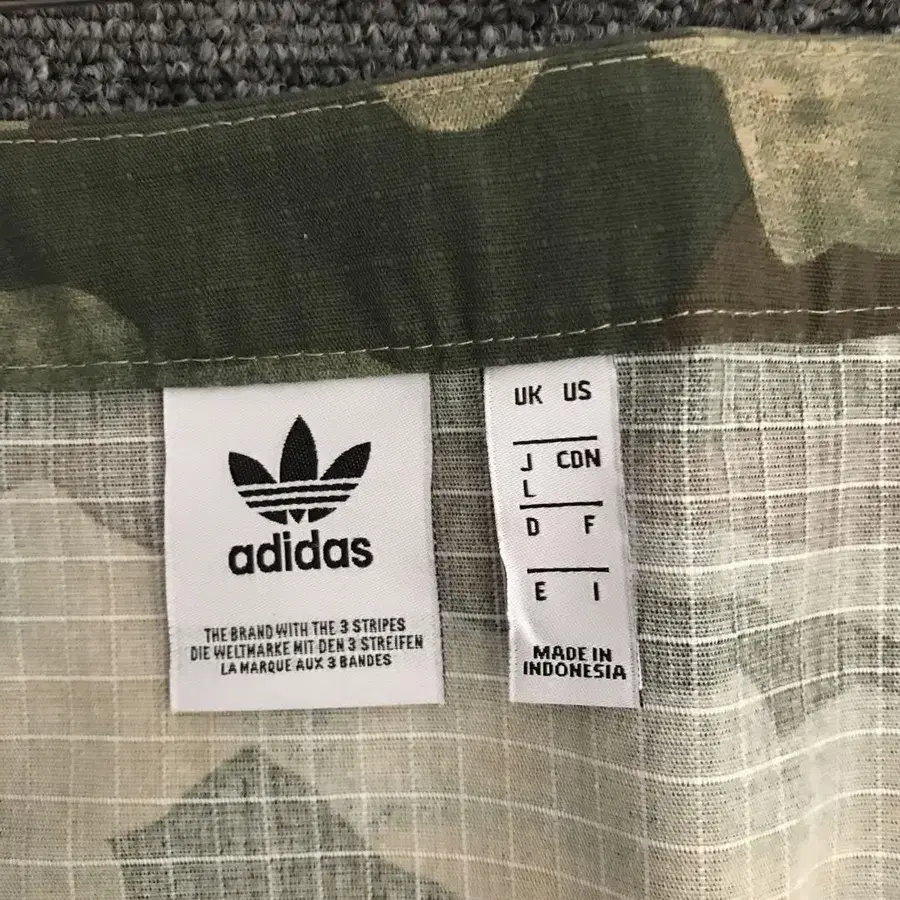 adidas
THE BRAND WITH THE 3 STRIPES
DIE WELTMARKE MIT DEN 3 STREIFEN
LA MARQUE AUX 3 BANDES
UK US
J CDN
L
D F
E I
MADE IN
INDONESIA